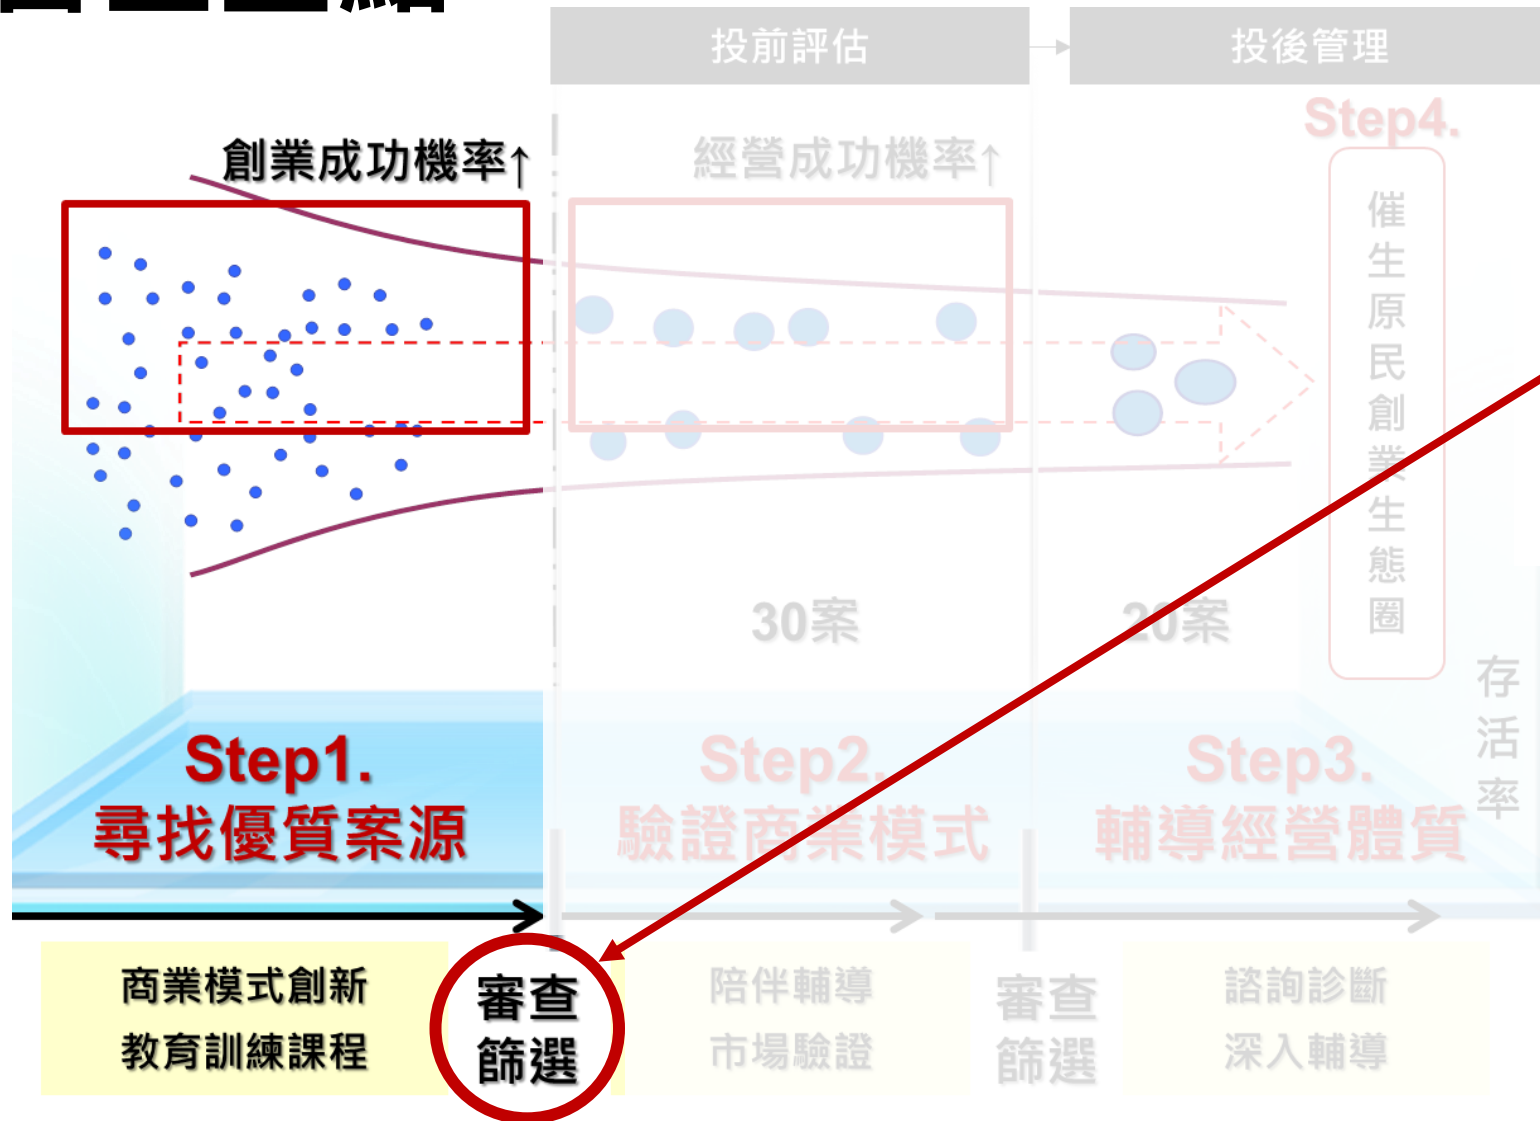 投前評估
投後管理
Step4.
創業成功機率↑
經營成功機率↑
催生原民創業生態圈
30案
20案
存活率
Step1.
尋找優質案源
Step2.
驗證商業模式
Step3.
輔導經營體質
商業模式創新
教育訓練課程
審查
篩選
陪伴輔導
市場驗證
審查
篩選
諮詢診斷
深入輔導